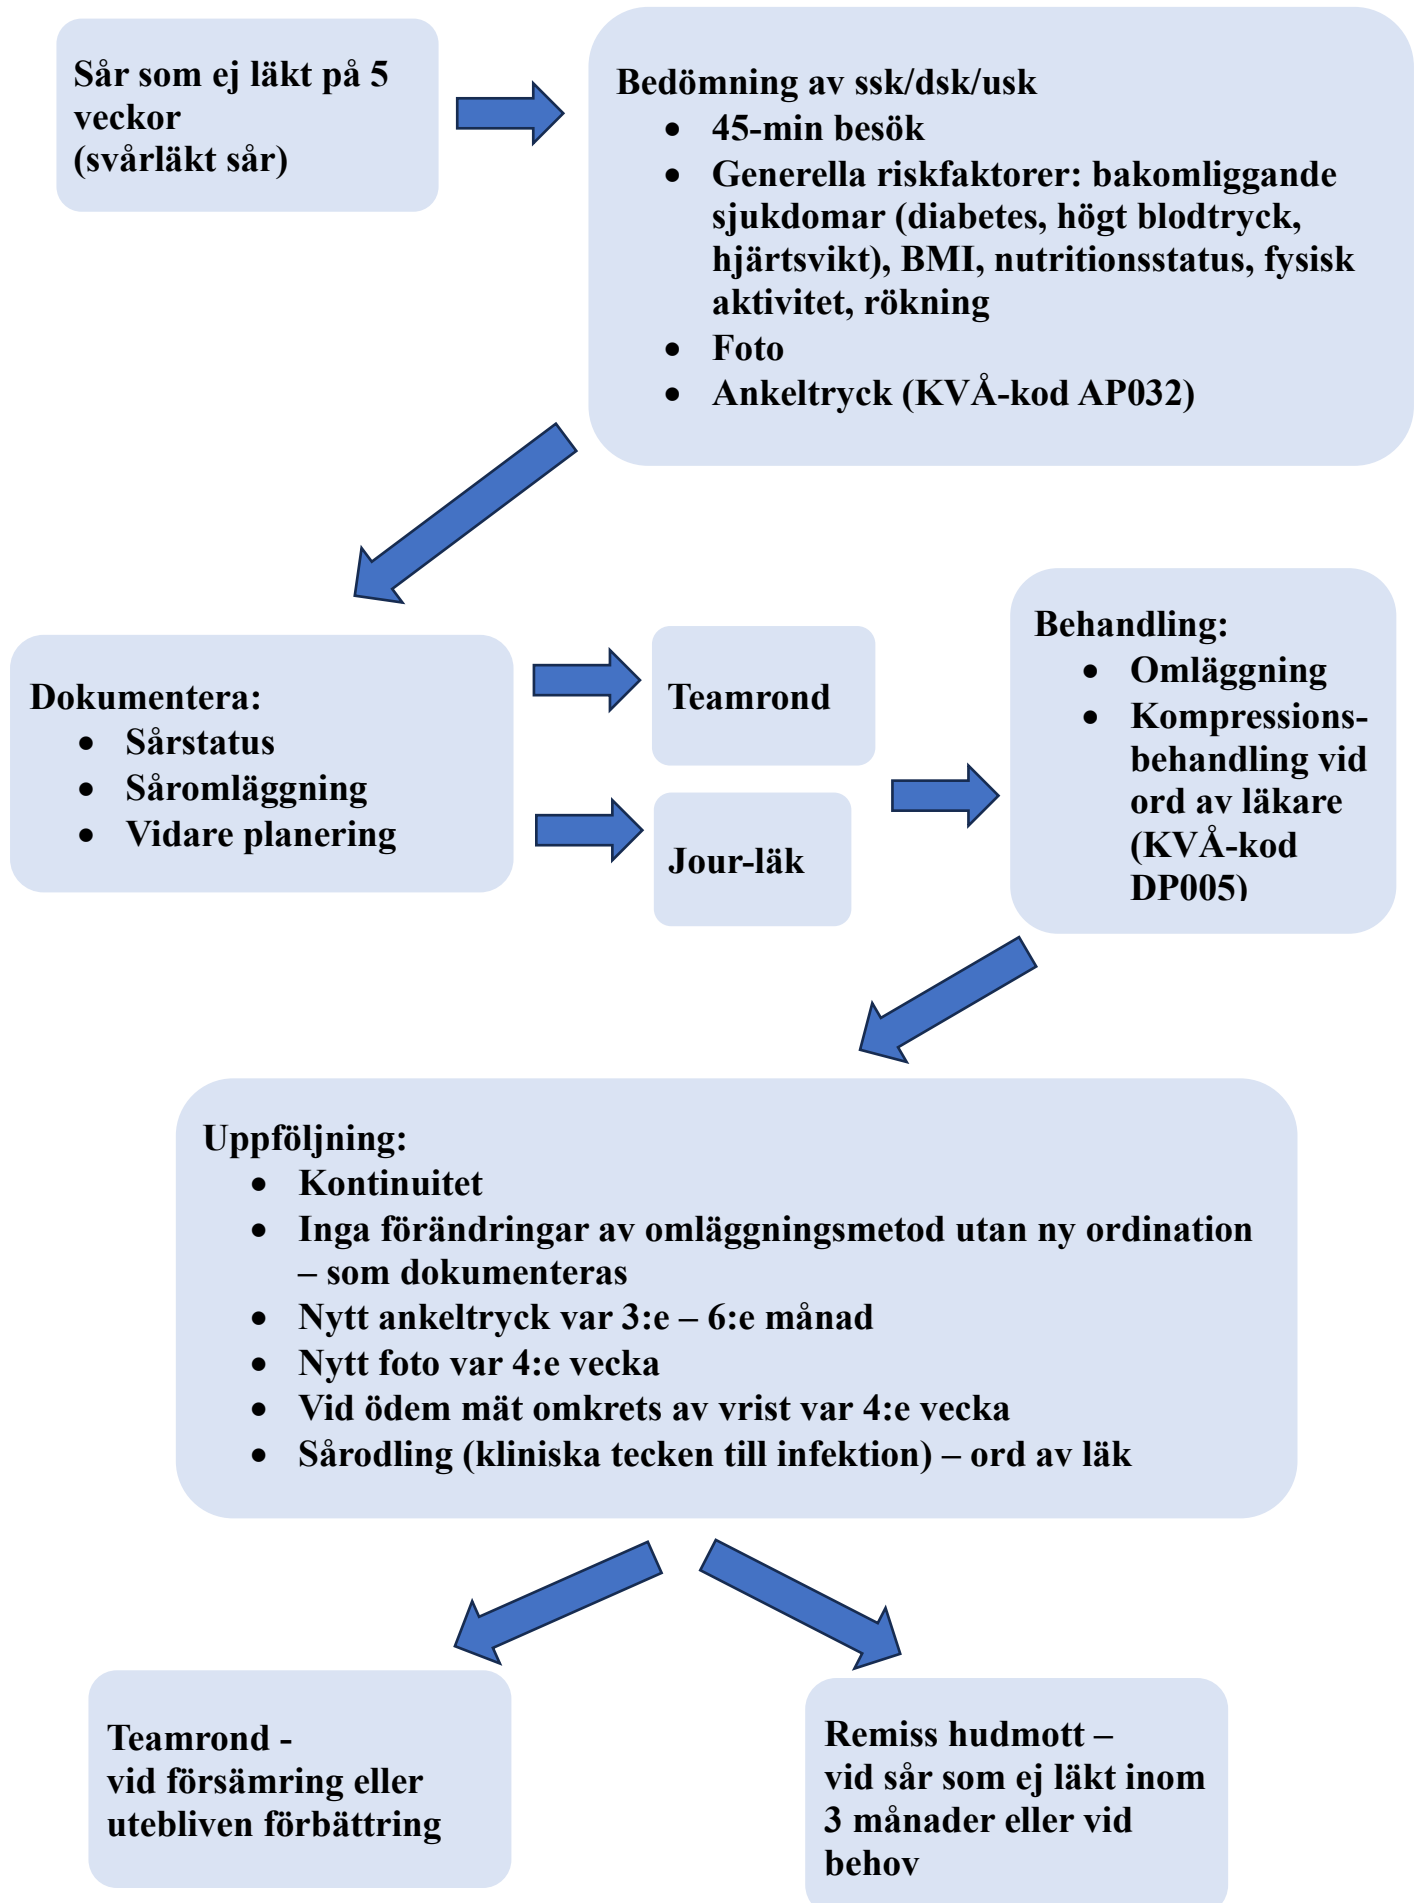 Sår som ej läkt på 5
veckor
(svårläkt sår)
Bedömning av ssk/dsk/usk
• 45-min besök
• Generella riskfaktorer: bakomliggande
sjukdomar (diabetes, högt blodtryck,
hjärtsvikt), BMI, nutritionsstatus, fysisk
aktivitet, rökning
• Foto
• Ankeltryck (KVÅ-kod AP032)
Dokumentera:
• Sårstatus
• Såromläggning
• Vidare planering
Teamrond
Jour-läk
Behandling:
• Omläggning
• Kompressions-
behandling vid
ord av läkare
(KVÅ-kod
DP005)
Uppföljning:
• Kontinuitet
• Inga förändringar av omläggningsmetod utan ny ordination
– som dokumenteras
• Nytt ankeltryck var 3:e – 6:e månad
• Nytt foto var 4:e vecka
• Vid ödem mät omkrets av vrist var 4:e vecka
• Sårodling (kliniska tecken till infektion) – ord av läk
Teamrond -
vid försämring eller
utebliven förbättring
Remiss hudmott –
vid sår som ej läkt inom
3 månader eller vid
behov